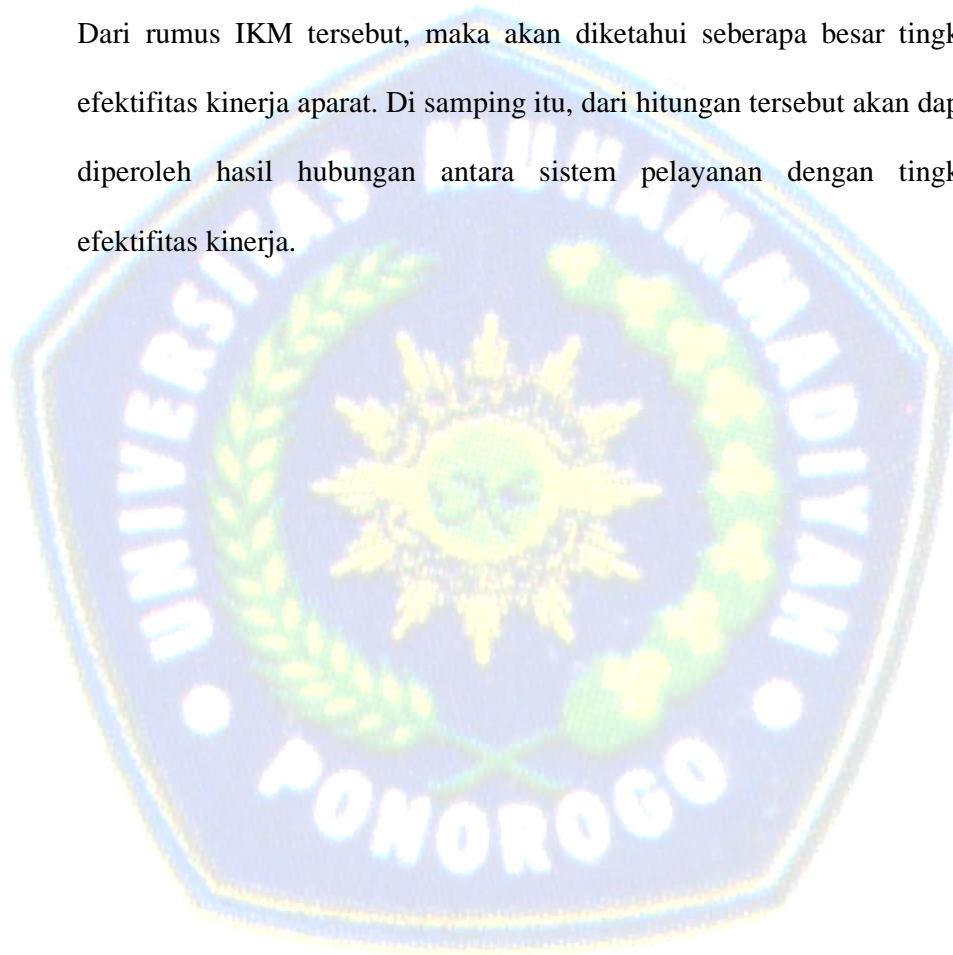 Dari rumus IKM tersebut, maka akan diketahui seberapa besar tingk
efektifitas kinerja aparat. Di samping itu, dari hitungan tersebut akan dap
diperoleh hasil hubungan antara sistem pelayanan dengan tingk
efektifitas kinerja.
UNIVERSITAS MUHAMMADIYAH
PONOROGO